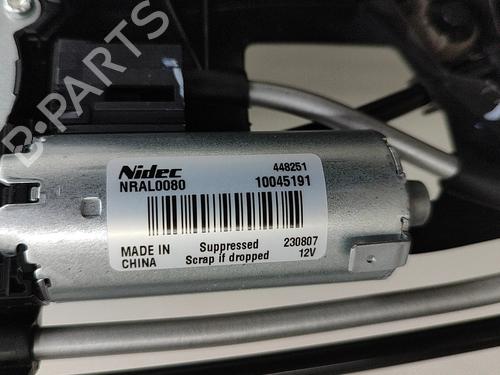 B-PARTS
Nidec 448251
NRAL0080 10045191
MADE IN Suppressed 230807
CHINA Scrap if dropped 12V